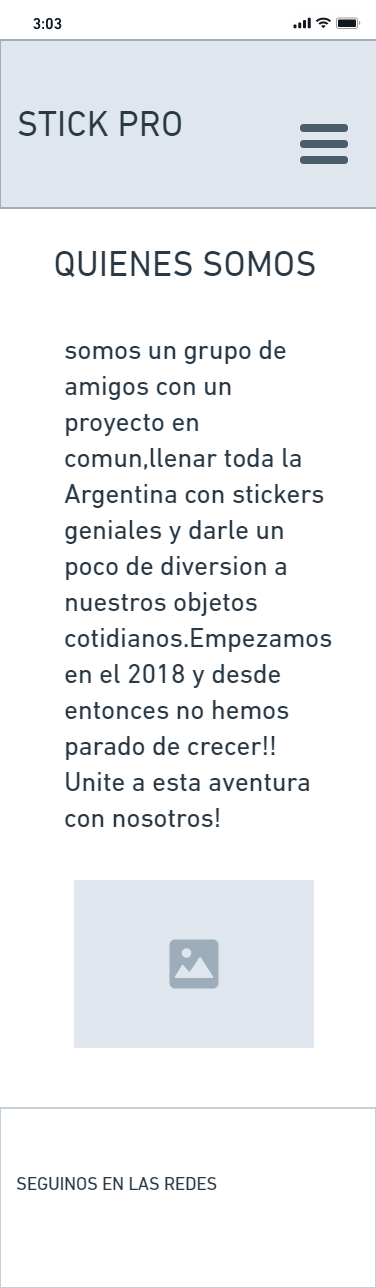 3:03
STICK PRO
QUIENES SOMOS
somos un grupo de
amigos con un
proyecto en
comun,llenar toda la
Argentina con stickers
geniales y darle un
poco de diversion a
nuestros objetos
cotidianos.Empezamos
en el 2018 y desde
entonces no hemos
parado de crecer!!
Unite a esta aventura
con nosotros!
SEGUINOS EN LAS REDES